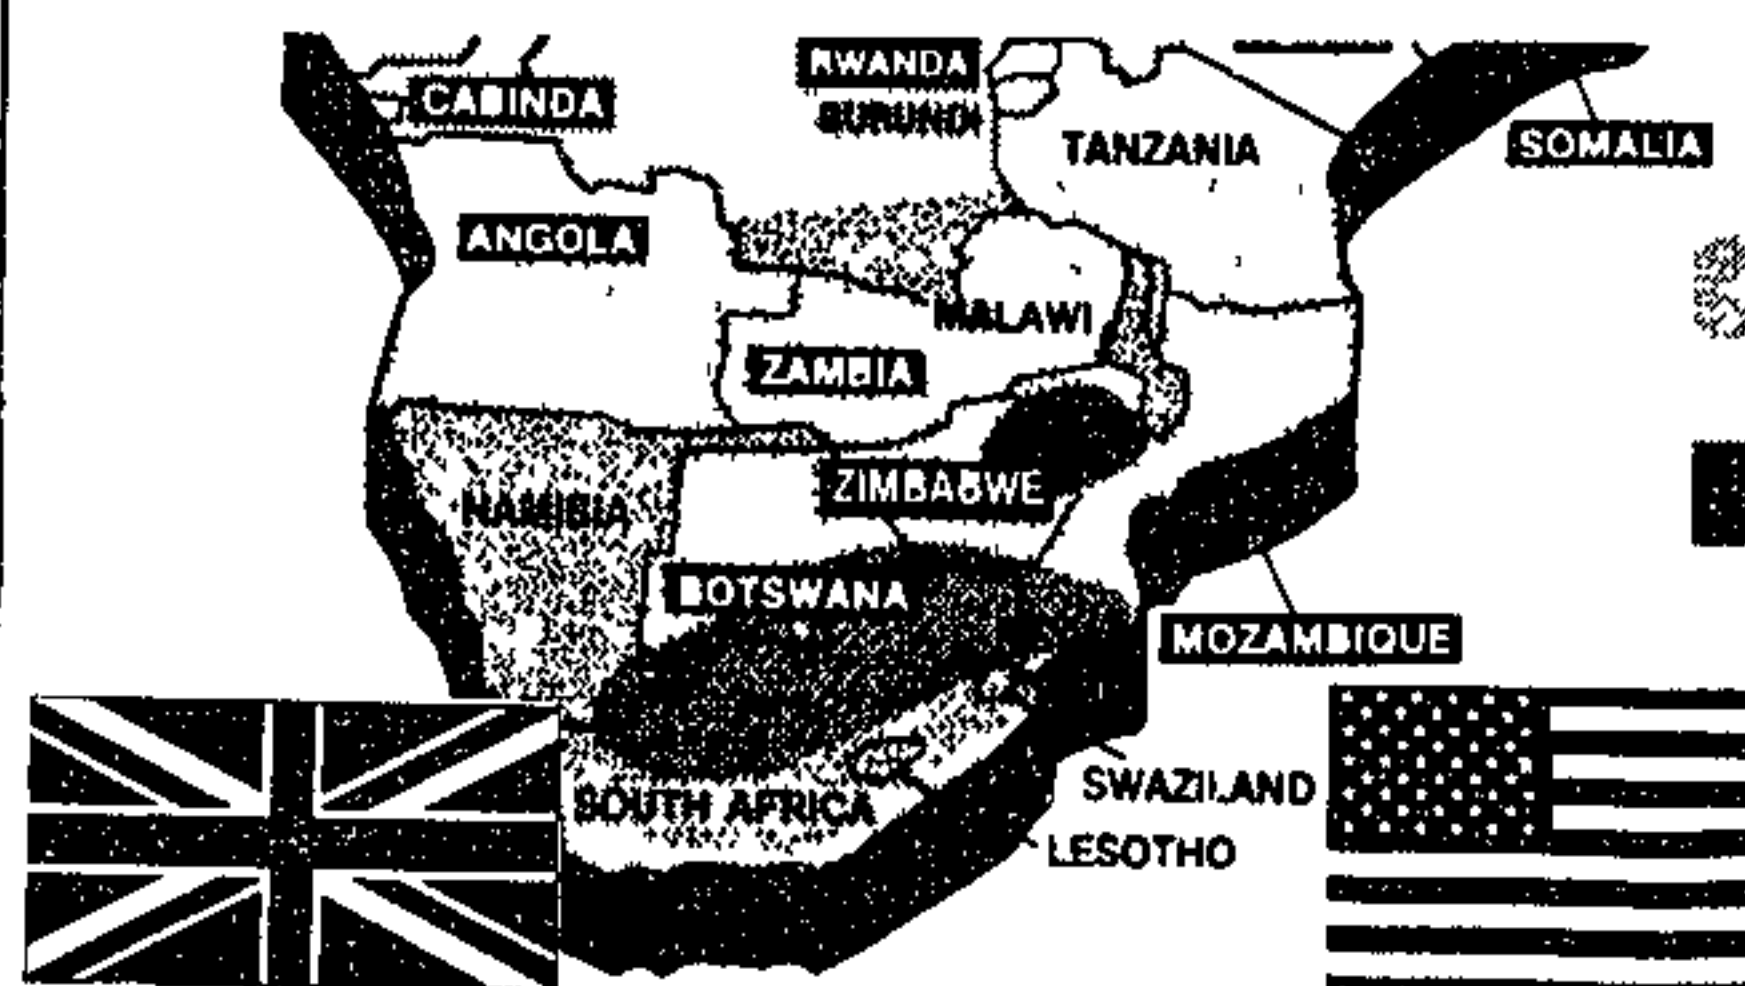 RWANDA
CABINDA
BURUNDI
TANZANIA
SOMALIA
ANGOLA
MALAWI
ZAMBIA
ZIMBABWE
NAMIBIA
BOTSWANA
MOZAMBIQUE
SWAZILAND
SOUTH AFRICA
LESOTHO